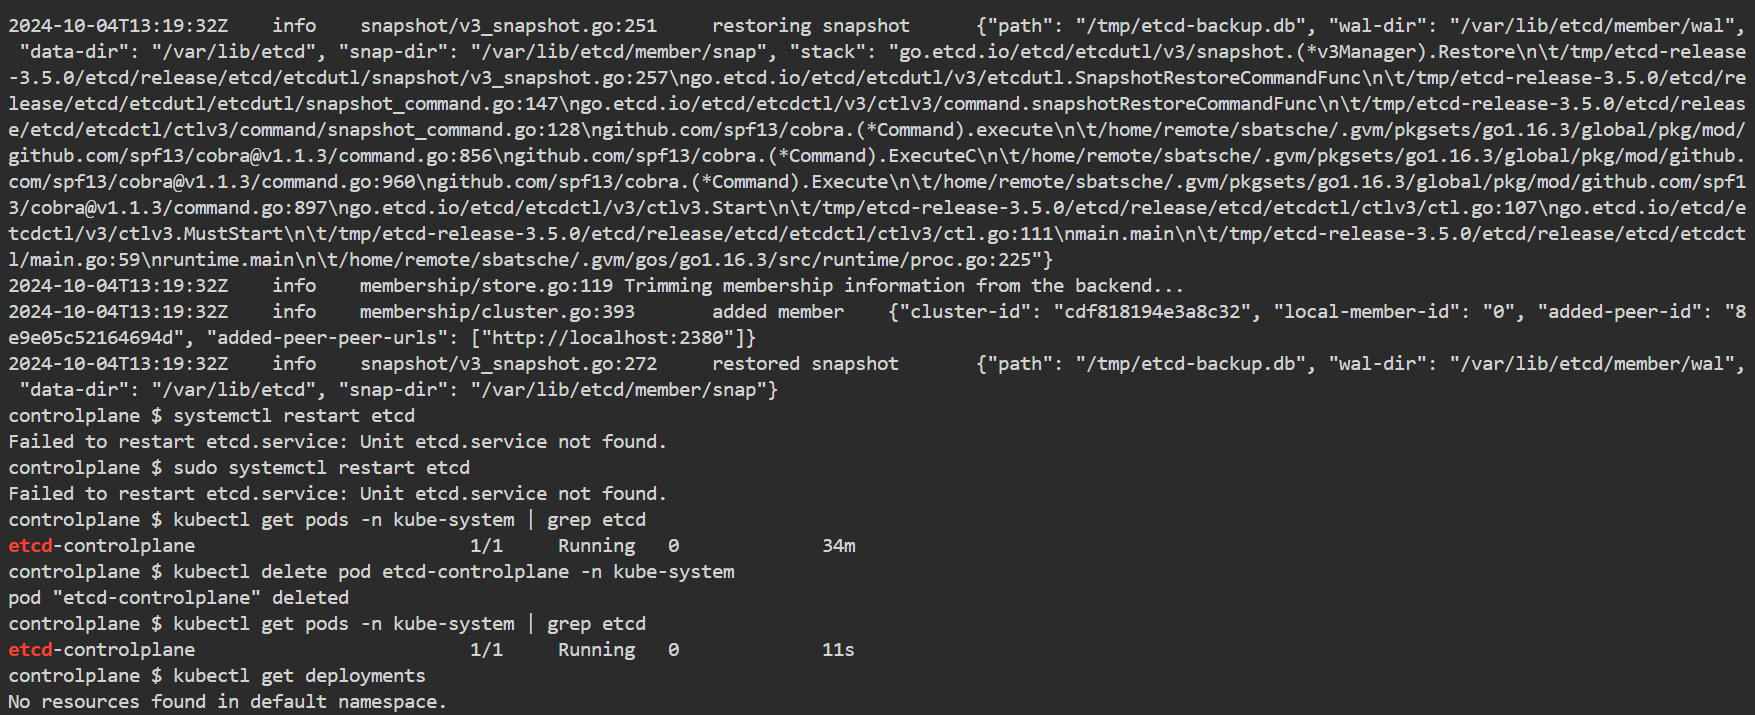 2024-10-04T13:19:32Z    info    snapshot/v3_snapshot.go:251     restoring snapshot      {"path": "/tmp/etcd-backup.db", "wal-dir": "/var/lib/etcd/member/wal",
 "data-dir": "/var/lib/etcd", "snap-dir": "/var/lib/etcd/member/snap", "stack": "go.etcd.io/etcd/etcdutl/v3/snapshot.(*v3Manager).Restore\n\t/tmp/etcd-release
-3.5.0/etcd/release/etcd/etcdutl/snapshot/v3_snapshot.go:257\ngo.etcd.io/etcd/etcdutl/v3/etcdutl.SnapshotRestoreCommandFunc\n\t/tmp/etcd-release-3.5.0/etcd/re
lease/etcd/etcdutl/etcdutl/snapshot_command.go:147\ngo.etcd.io/etcd/etcdctl/v3/ctlv3/command.snapshotRestoreCommandFunc\n\t/tmp/etcd-release-3.5.0/etcd/releas
e/etcd/etcdctl/ctlv3/command/snapshot_command.go:128\ngithub.com/spf13/cobra.(*Command).execute\n\t/home/remote/sbatsche/.gvm/pkgsets/go1.16.3/global/pkg/mod/
github.com/spf13/cobra@v1.1.3/command.go:856\ngithub.com/spf13/cobra.(*Command).ExecuteC\n\t/home/remote/sbatsche/.gvm/pkgsets/go1.16.3/global/pkg/mod/github.
com/spf13/cobra@v1.1.3/command.go:960\ngithub.com/spf13/cobra.(*Command).Execute\n\t/home/remote/sbatsche/.gvm/pkgsets/go1.16.3/global/pkg/mod/github.com/spf1
3/cobra@v1.1.3/command.go:897\ngo.etcd.io/etcd/etcdctl/v3/ctlv3.Start\n\t/tmp/etcd-release-3.5.0/etcd/release/etcd/etcdctl/ctlv3/ctl.go:107\ngo.etcd.io/etcd/e
tcdctl/v3/ctlv3.MustStart\n\t/tmp/etcd-release-3.5.0/etcd/release/etcd/etcdctl/ctlv3/ctl.go:111\nmain.main\n\t/tmp/etcd-release-3.5.0/etcd/release/etcd/etcdct
l/main.go:59\nruntime.main\n\t/home/remote/sbatsche/.gvm/gos/go1.16.3/src/runtime/proc.go:225"}
2024-10-04T13:19:32Z    info    membership/store.go:119 Trimming membership information from the backend...
2024-10-04T13:19:32Z    info    membership/cluster.go:393       added member    {"cluster-id": "cdf818194e3a8c32", "local-member-id": "0", "added-peer-id": "8
e9e05c52164694d", "added-peer-peer-urls": ["http://localhost:2380"]}
2024-10-04T13:19:32Z    info    snapshot/v3_snapshot.go:272     restored snapshot       {"path": "/tmp/etcd-backup.db", "wal-dir": "/var/lib/etcd/member/wal",
 "data-dir": "/var/lib/etcd", "snap-dir": "/var/lib/etcd/member/snap"}
controlplane $ systemctl restart etcd
Failed to restart etcd.service: Unit etcd.service not found.
controlplane $ sudo systemctl restart etcd
Failed to restart etcd.service: Unit etcd.service not found.
controlplane $ kubectl get pods -n kube-system | grep etcd
etcd-controlplane                         1/1     Running   0             34m
controlplane $ kubectl delete pod etcd-controlplane -n kube-system
pod "etcd-controlplane" deleted
controlplane $ kubectl get pods -n kube-system | grep etcd
etcd-controlplane                         1/1     Running   0             11s
controlplane $ kubectl get deployments
No resources found in default namespace.